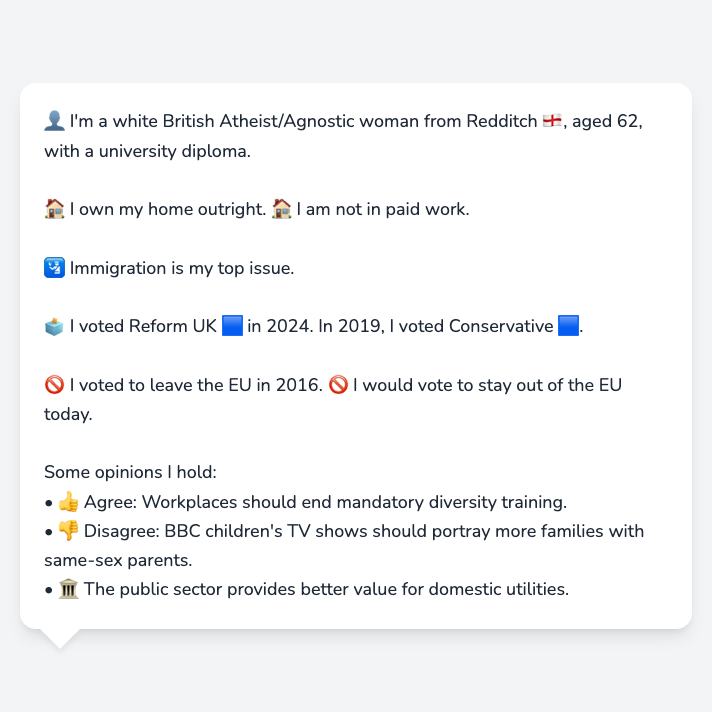 👤 I'm a white British Atheist/Agnostic woman from Redditch 🏴󠁧󠁢󠁥󠁮󠁧󠁿, aged 62,
with a university diploma.
🏠 I own my home outright. 🏠 I am not in paid work.
🛂 Immigration is my top issue.
🗳️ I voted Reform UK 🟦 in 2024. In 2019, I voted Conservative 🟦.
🚫 I voted to leave the EU in 2016. 🚫 I would vote to stay out of the EU
today.
Some opinions I hold:
• 👍 Agree: Workplaces should end mandatory diversity training.
• 👎 Disagree: BBC children's TV shows should portray more families with
same-sex parents.
• 🏛️ The public sector provides better value for domestic utilities.